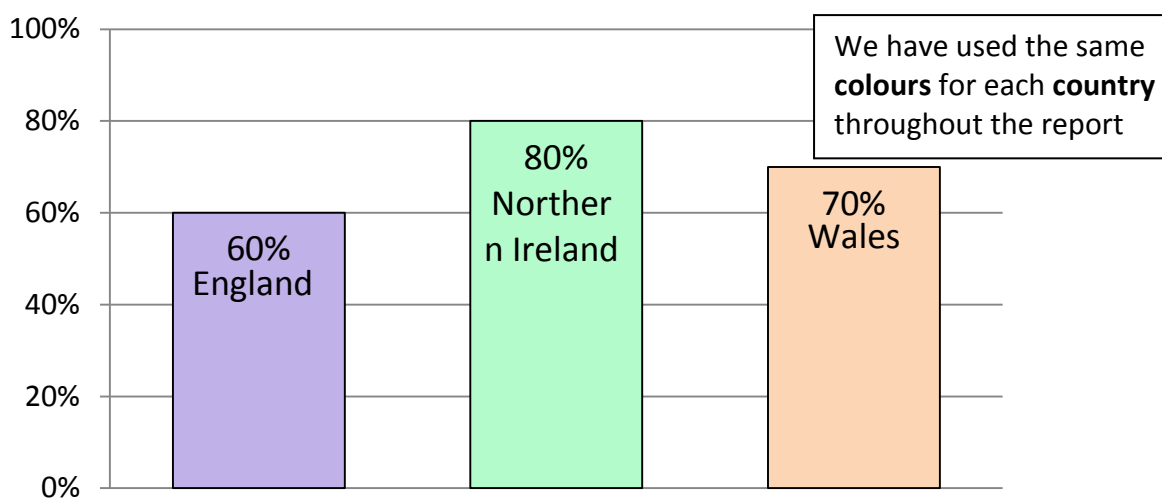 100%
80%
60%
40%
20%
0%
60%
England
80%
Norther
n Ireland
70%
Wales
We have used the same
colours for each country
throughout the report